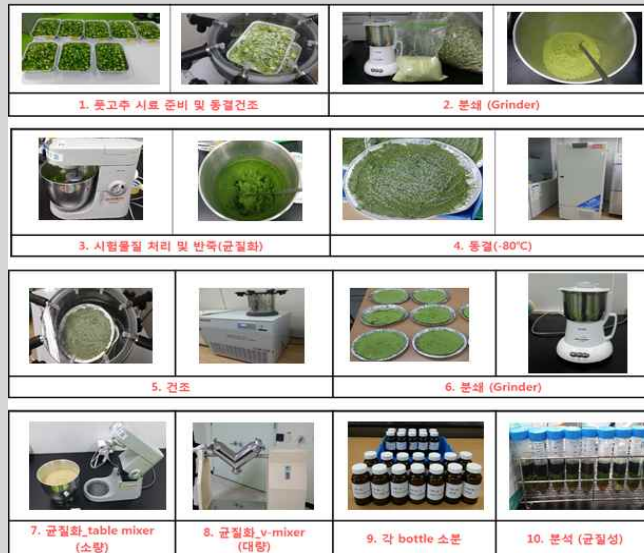 1. 풋고추 시료 준비 및 동결건조
2. 분쇄 (Grinder)
3. 시험물질 처리 및 반죽(균질화)
4. 동결(-80℃)
5. 건조
6. 분쇄 (Grinder)
7. 균질화_table mixer
(소량)
8. 균질화_v-mixer
(대량)
9. 각 bottle 소분
10. 분석 (균질성)